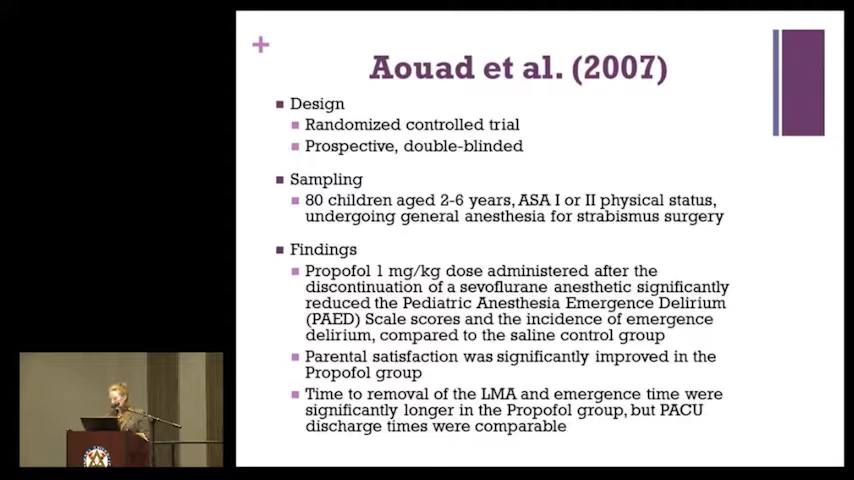 +
Aouad et al. (2007)
Design
Randomized controlled trial
Prospective, double-blinded
Sampling
80 children aged 2-6 years, ASA I or II physical status,
undergoing general anesthesia for strabismus surgery
Findings
Propofol 1 mg/kg dose administered after the
discontinuation of a sevoflurane anesthetic significantly
reduced the Pediatric Anesthesia Emergence Delirium
(PAED) Scale scores and the incidence of emergence
delirium, compared to the saline control group
Parental satisfaction was significantly improved in the
Propofol group
Time to removal of the LMA and emergence time were
significantly longer in the Propofol group, but PACU
discharge times were comparable